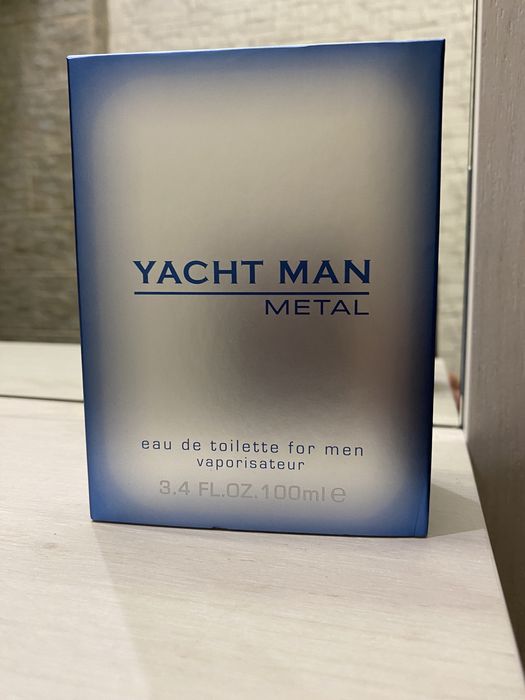 YACHT MAN
METAL
eau de toilette for men
vaporisateur
3.4 FL.OZ.100ml e